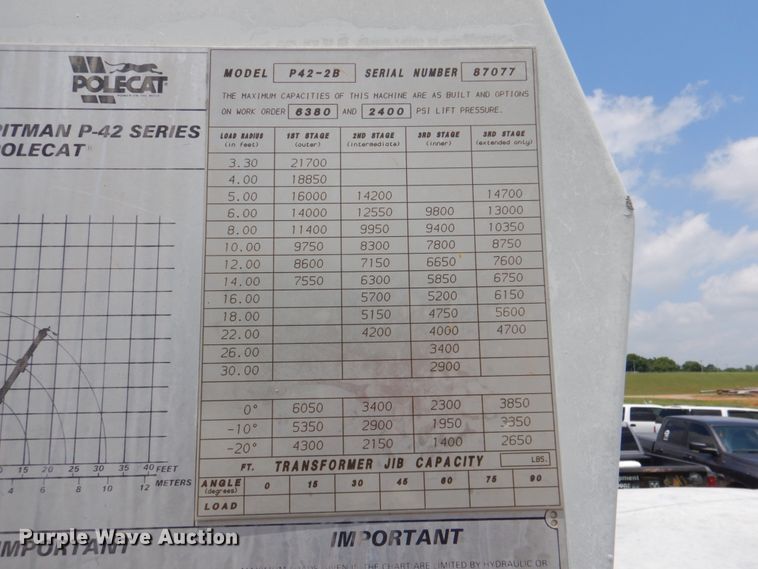 POLECAT
PITMAN P-42 SERIES
POLECAT
MODEL P42-2B SERIAL NUMBER 87077
THE MAXIMUM CAPACITIES OF THIS MACHINE ARE AS BUILT AND OPTIONS
ON WORK ORDER 6380 AND 2400 PSI LIFT PRESSURE.
LOAD RADIUS 1ST STAGE 2ND STAGE 3RD STAGE 3RD STAGE
(in feet) (outer) (intermediate) (inner) (extended only)
3.30 21700
4.00 18850
5.00 16000 14200 14700
6.00 14000 12550 9800 13000
8.00 11400 9950 9400 10350
10.00 9750 8300 7800 8750
12.00 8600 7150 6650 7600
14.00 7550 6300 5850 6750
16.00 5700 5200 6150
18.00 5150 4750 5600
22.00 4200 4000 4700
26.00 3400
30.00 2900
0° 6050 3400 2300 3850
-10° 5350 2900 1950 3350
-20° 4300 2150 1400 2650
FT. TRANSFORMER JIB CAPACITY LBS.
ANGLE 0 15 30 45 60 75 90
(degrees)
LOAD
15 20 25 30 35 40 FEET
4 6 8 10 12 METERS
IMPORTANT
IMPORTANT
ARE LIMITED BY HYDRAULIC OR
Purple Wave Auction